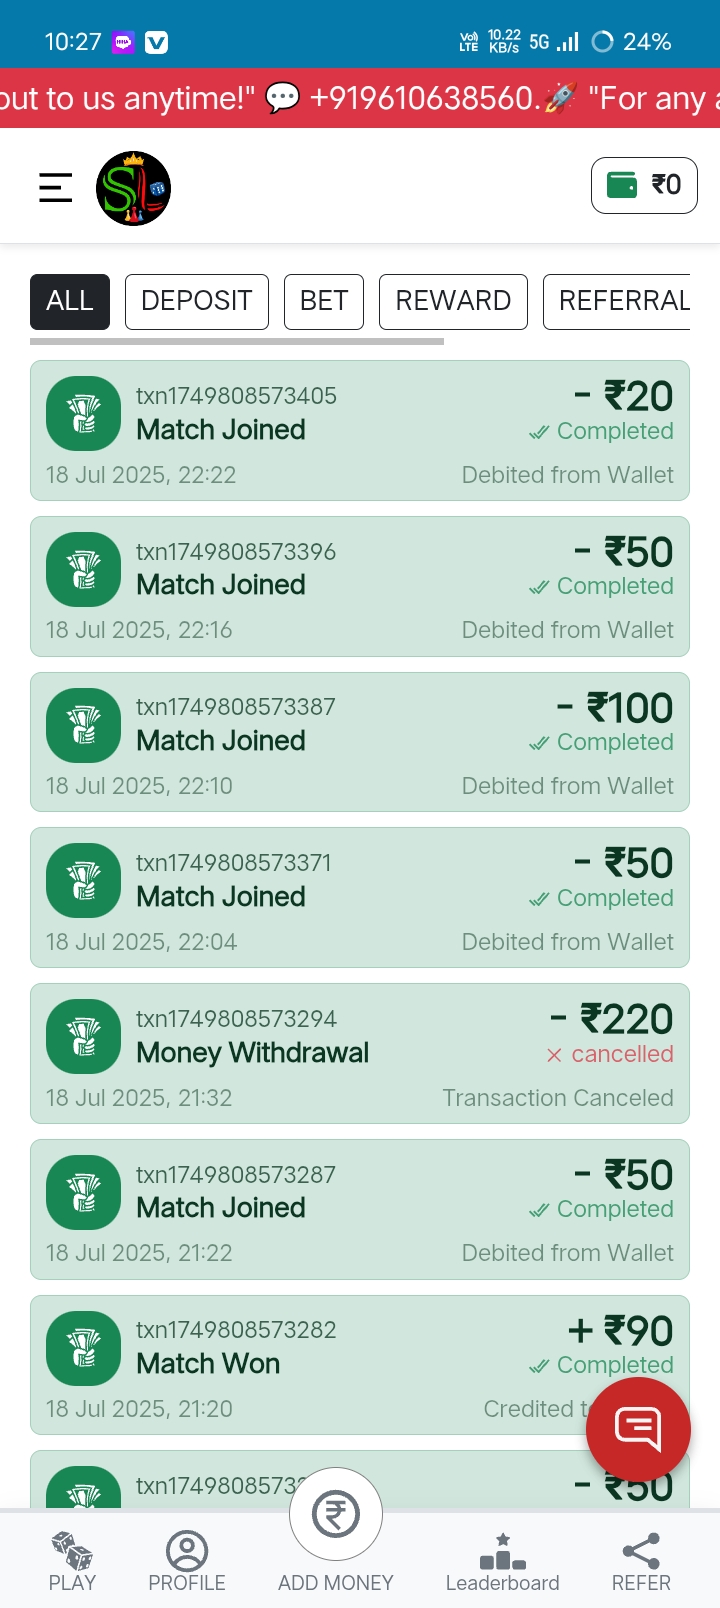 10:27 VoI) LTE 10.22 KB/s 5G 24%
out to us anytime!" 💬 +919610638560.🚀 "For any
SL ₹0
ALL DEPOSIT BET REWARD REFERRAL
txn1749808573405 - ₹20
Match Joined Completed
18 Jul 2025, 22:22 Debited from Wallet
txn1749808573396 - ₹50
Match Joined Completed
18 Jul 2025, 22:16 Debited from Wallet
txn1749808573387 - ₹100
Match Joined Completed
18 Jul 2025, 22:10 Debited from Wallet
txn1749808573371 - ₹50
Match Joined Completed
18 Jul 2025, 22:04 Debited from Wallet
txn1749808573294 - ₹220
Money Withdrawal × cancelled
18 Jul 2025, 21:32 Transaction Canceled
txn1749808573287 - ₹50
Match Joined Completed
18 Jul 2025, 21:22 Debited from Wallet
txn1749808573282 + ₹90
Match Won Completed
18 Jul 2025, 21:20 Credited
txn17498085732 - ₹50
PLAY PROFILE ADD MONEY Leaderboard REFER